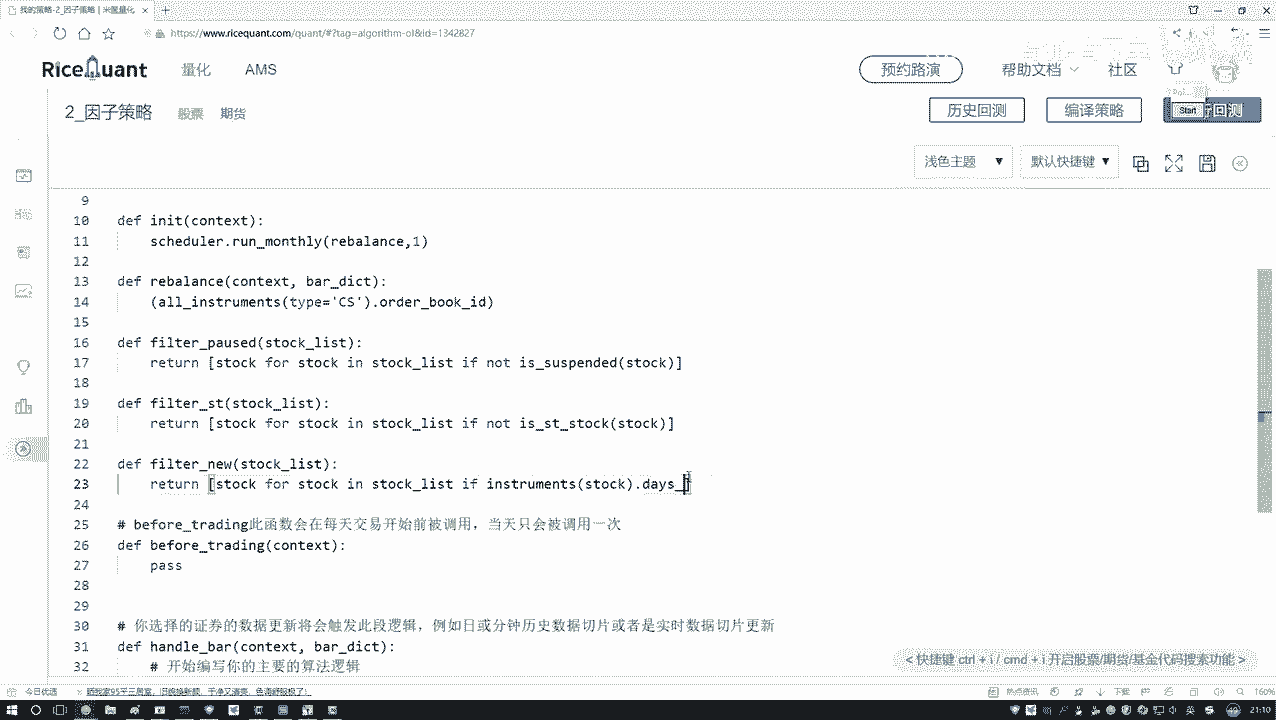 我的策略-2_因子策略 | 米筐量化
https://www.ricequant.com/quant/#?tag=algorithm-ol&id=1342827
RiceQuant 量化 AMS 预约路演 帮助文档 社区
2_因子策略 股票 期货 历史回测 编译策略 Start 回测
浅色主题 ▼ 默认快捷键 ▼
9
10 def init(context):
11 scheduler.run_monthly(rebalance,1)
12
13 def rebalance(context, bar_dict):
14 (all_instruments(type='CS').order_book_id)
15
16 def filter_paused(stock_list):
17 return [stock for stock in stock_list if not is_suspended(stock)]
18
19 def filter_st(stock_list):
20 return [stock for stock in stock_list if not is_st_stock(stock)]
21
22 def filter_new(stock_list):
23 return [stock for stock in stock_list if instruments(stock).days_]
24
25 # before_trading此函数会在每天交易开始前被调用，当天只会被调用一次
26 def before_trading(context):
27 pass
28
29
30 # 你选择的证券的数据更新将会触发此段逻辑，例如日或分钟历史数据切片或者是实时数据切片更新
31 def handle_bar(context, bar_dict):
32 # 开始编写你的主要的算法逻辑
< 快捷键 ctrl + i / cmd + i 开启股票/期货/基金代码搜索功能 >
今日优选 热点资讯 下载 160%
21:10